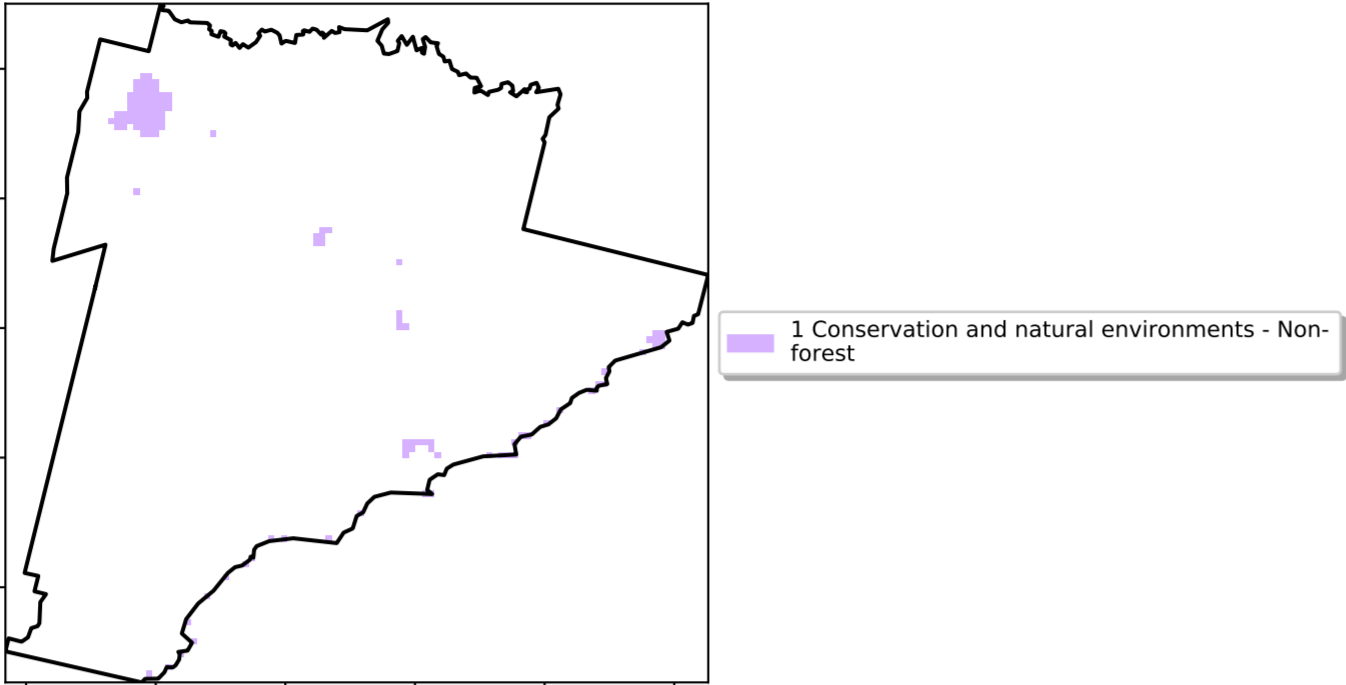 1 Conservation and natural environments - Non-
forest